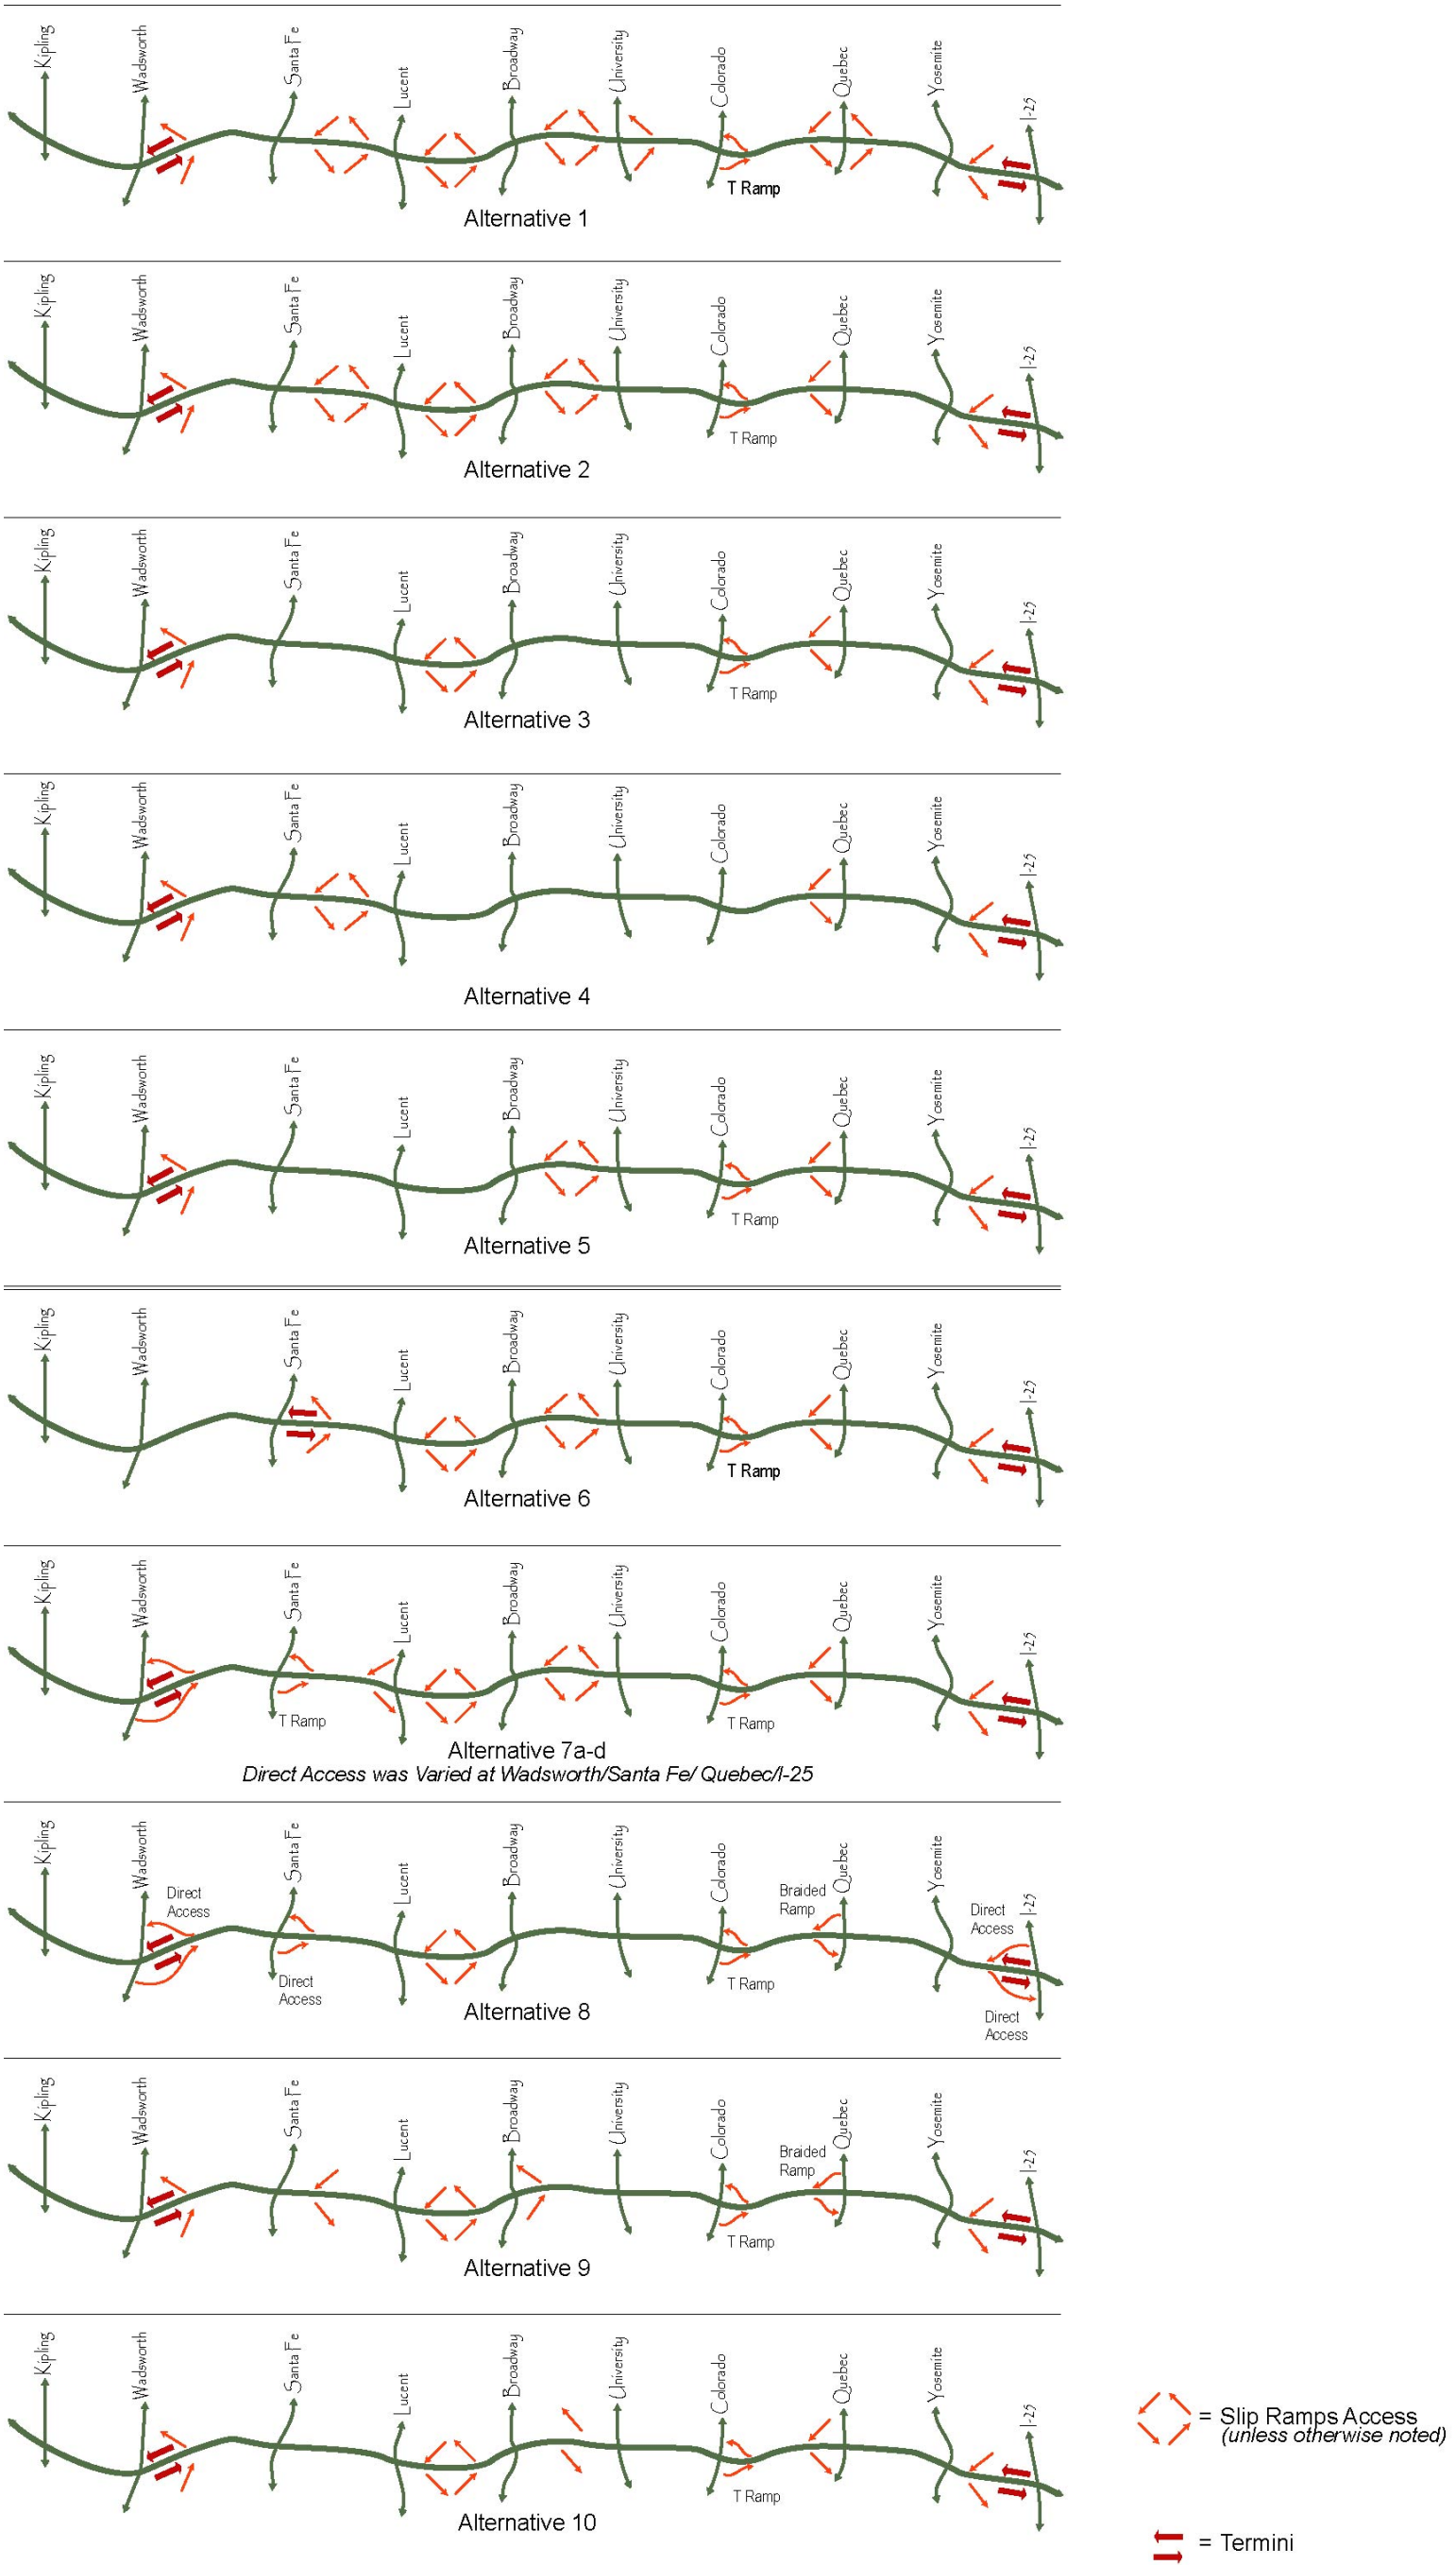 Kipling
Wadsworth
Santa Fe
Lucent
Broadway
University
Colorado
Quebec
Yosemite
I-25
T Ramp
Alternative 1
Kipling
Wadsworth
Santa Fe
Lucent
Broadway
University
Colorado
Quebec
Yosemite
I-25
T Ramp
Alternative 2
Kipling
Wadsworth
Santa Fe
Lucent
Broadway
University
Colorado
Quebec
Yosemite
I-25
T Ramp
Alternative 3
Kipling
Wadsworth
Santa Fe
Lucent
Broadway
University
Colorado
Quebec
Yosemite
I-25
Alternative 4
Kipling
Wadsworth
Santa Fe
Lucent
Broadway
University
Colorado
Quebec
Yosemite
I-25
T Ramp
Alternative 5
Kipling
Wadsworth
Santa Fe
Lucent
Broadway
University
Colorado
Quebec
Yosemite
I-25
T Ramp
Alternative 6
Kipling
Wadsworth
Santa Fe
Lucent
Broadway
University
Colorado
Quebec
Yosemite
I-25
T Ramp
T Ramp
Alternative 7a-d
Direct Access was Varied at Wadsworth/Santa Fe/ Quebec/I-25
Kipling
Wadsworth
Direct
Access
Santa Fe
Direct
Access
Lucent
Broadway
University
Colorado
T Ramp
Braided
Ramp
Quebec
Yosemite
Direct
Access
I-25
Direct
Access
Alternative 8
Kipling
Wadsworth
Santa Fe
Lucent
Broadway
University
Colorado
T Ramp
Braided
Ramp
Quebec
Yosemite
I-25
Alternative 9
Kipling
Wadsworth
Santa Fe
Lucent
Broadway
University
Colorado
Quebec
Yosemite
I-25
T Ramp
Alternative 10
= Slip Ramps Access
(unless otherwise noted)
= Termini